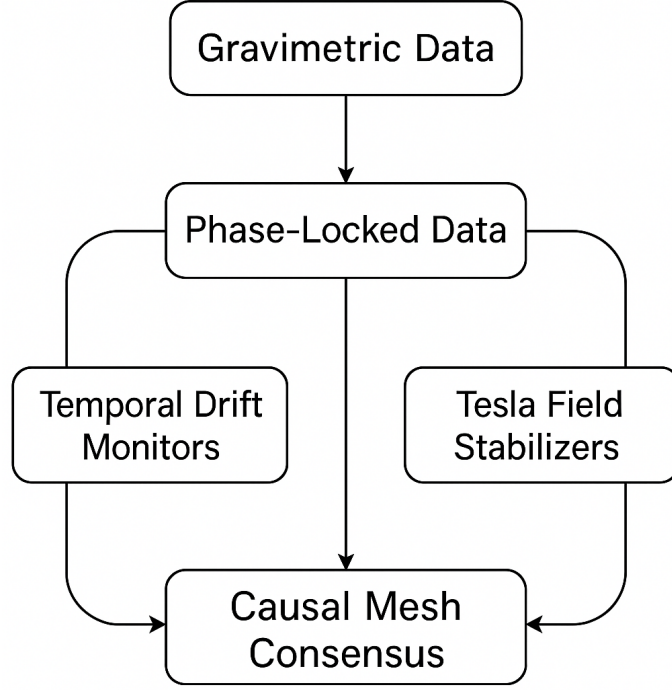 Gravimetric Data
Phase-Locked Data
Temporal Drift
Monitors
Tesla Field
Stabilizers
Causal Mesh
Consensus